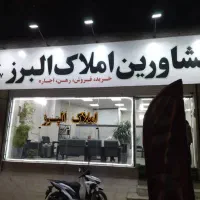 مشاورین املاک البرز
خرید، فروش، رهن، اجاره
املاک البرز